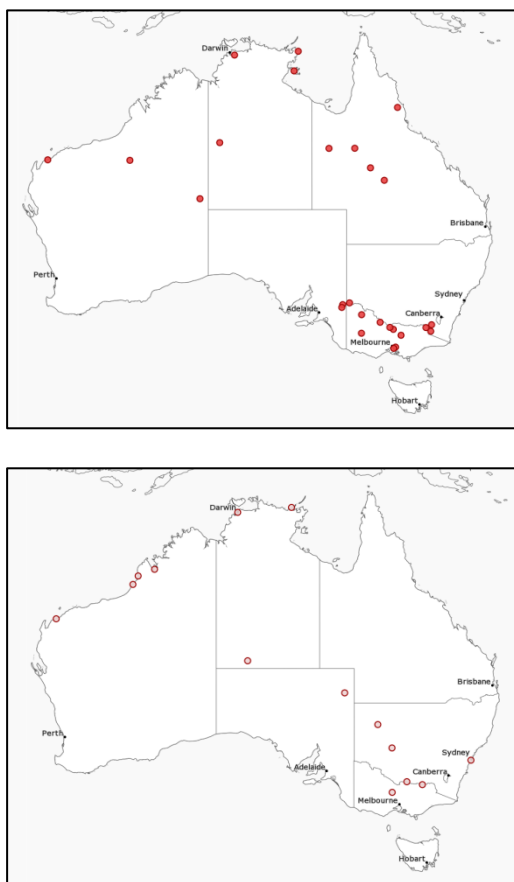 Darwin
Brisbane
Perth
Sydney
Adelaide
Canberra
Melbourne
Hobart
Darwin
Brisbane
Perth
Sydney
Adelaide
Canberra
Melbourne
Hobart